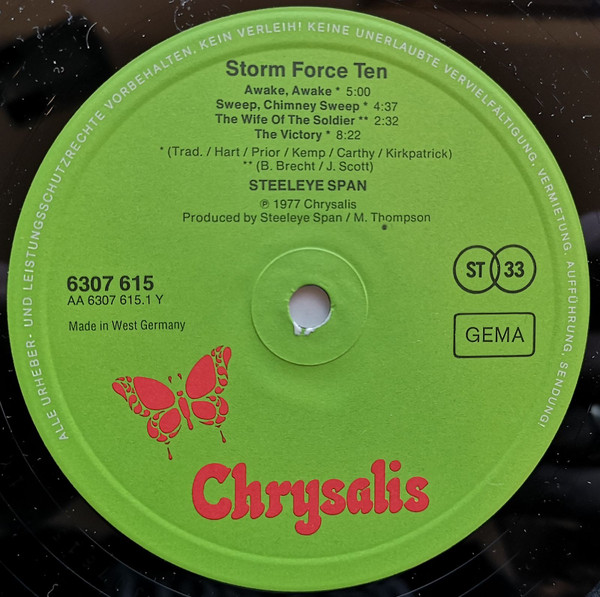 ALLE URHEBER- UND LEISTUNGSSCHUTZRECHTE VORBEHALTEN. KEIN VERLEIH! KEINE UNERLAUBTE VERVIELFÄLTIGUNG, VERMIETUNG, AUFFÜHRUNG, SENDUNG!
Storm Force Ten
Awake, Awake * 5:00
Sweep, Chimney Sweep * 4:37
The Wife Of The Soldier ** 2:32
The Victory * 8:22
* (Trad. / Hart / Prior / Kemp / Carthy / Kirkpatrick)
** (B. Brecht / J. Scott)
STEELEYE SPAN
℗ 1977 Chrysalis
Produced by Steeleye Span / M. Thompson
6307 615
AA 6307 615.1 Y
Made in West Germany
ST 33
GEMA
Chrysalis